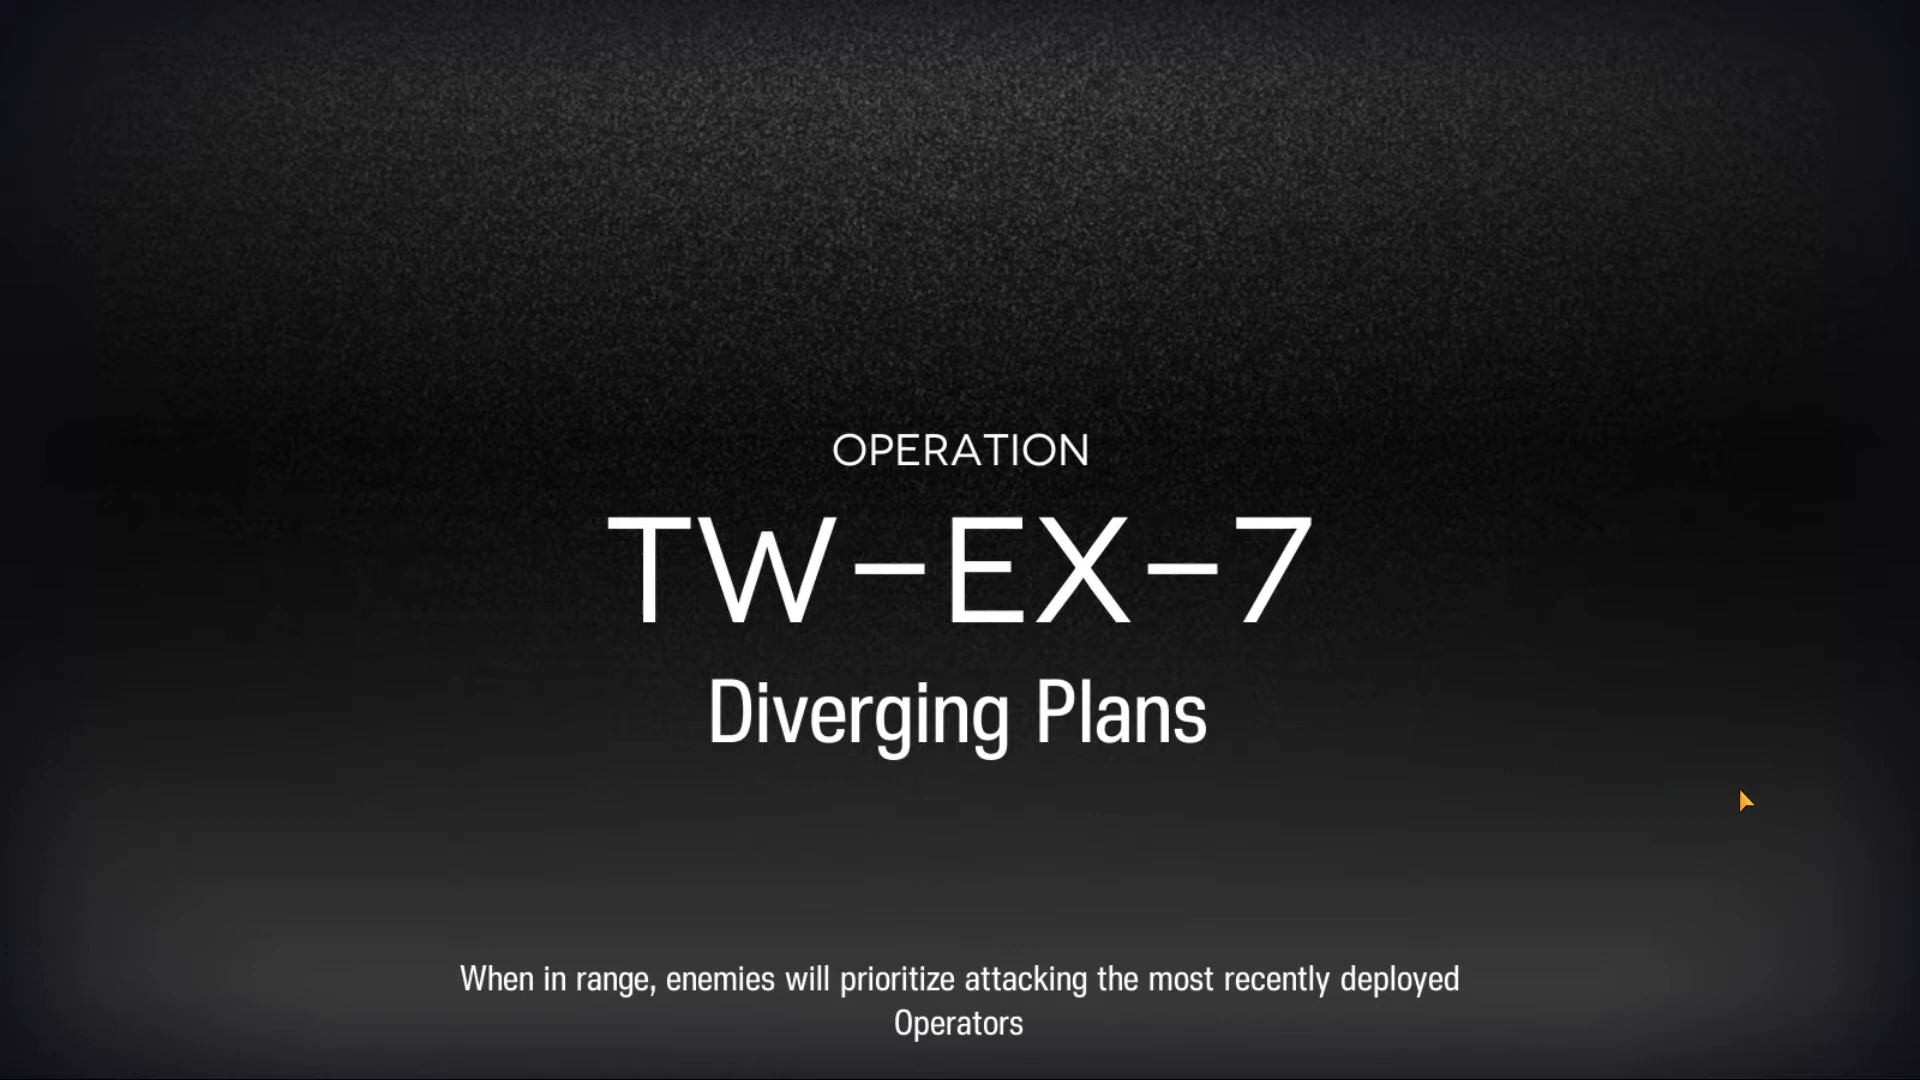 OPERATION
TW-EX-7
Diverging Plans
When in range, enemies will prioritize attacking the most recently deployed
Operators